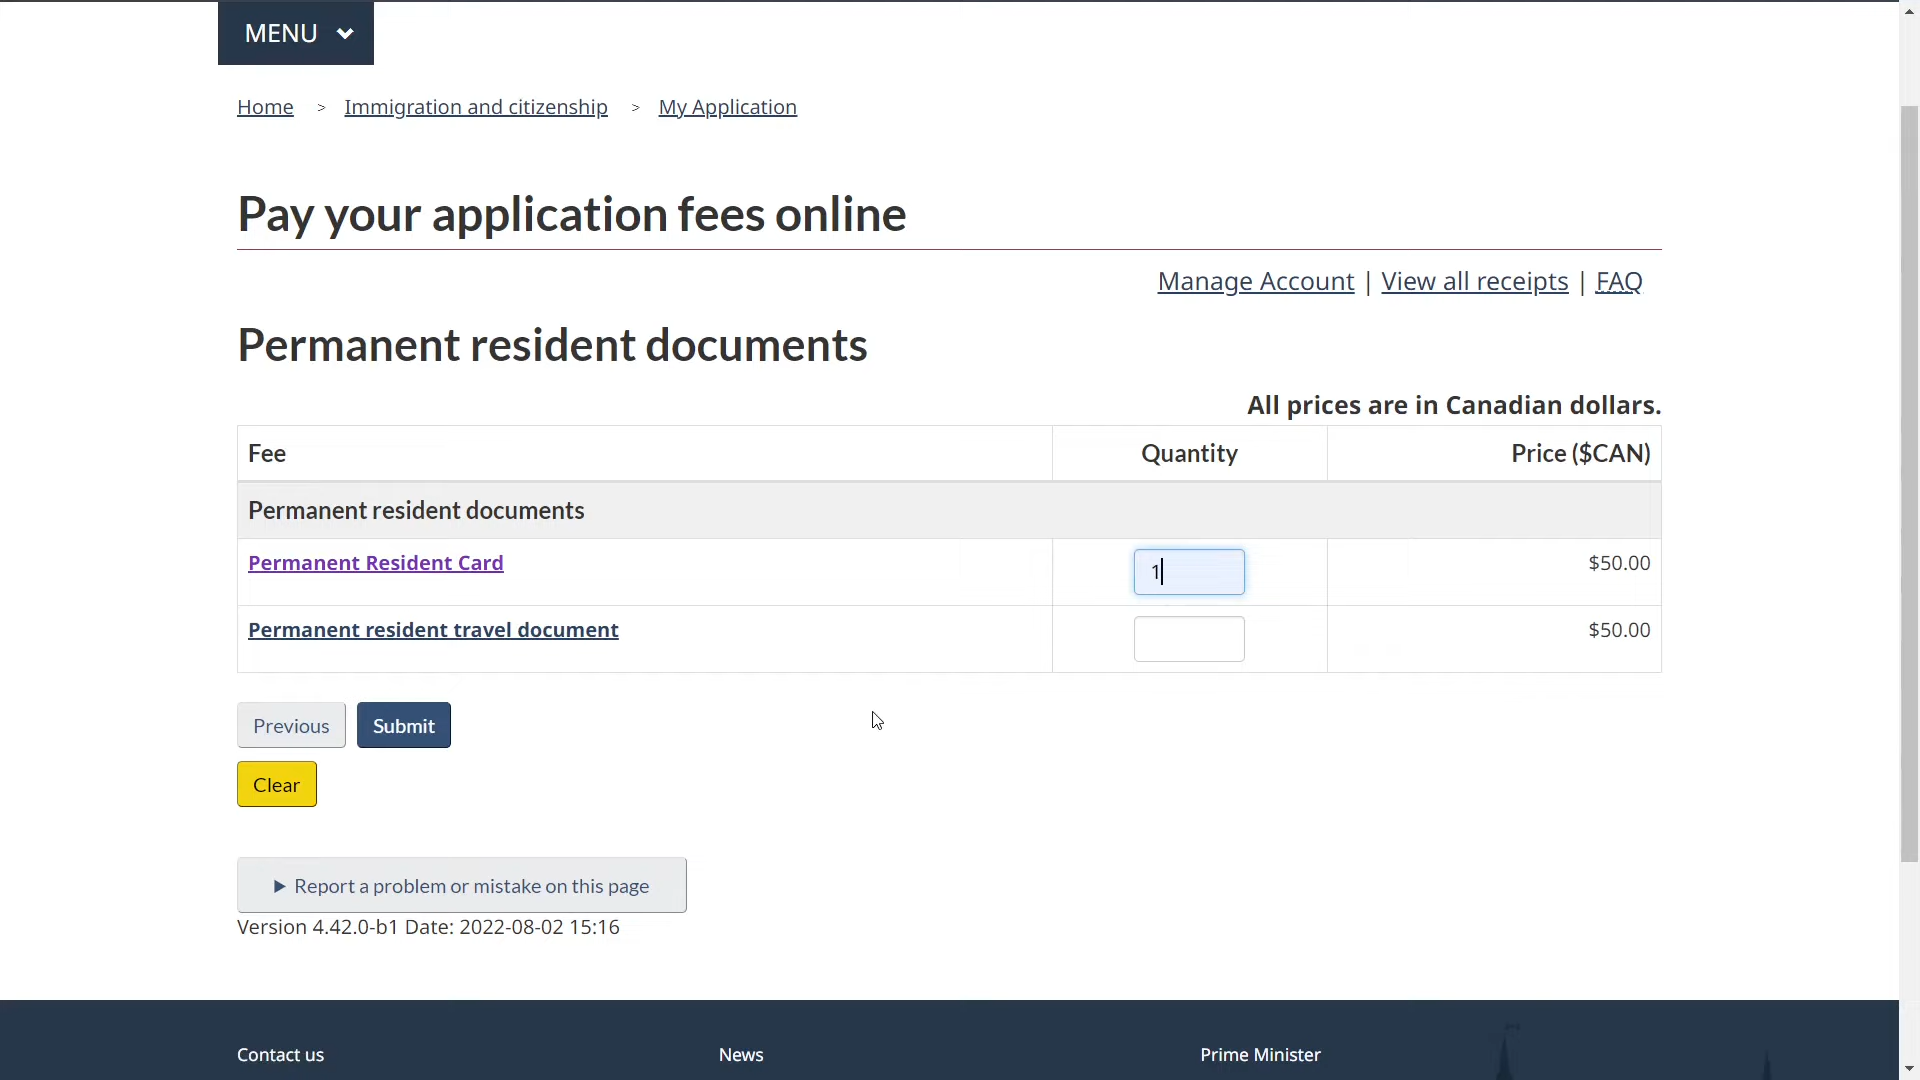 MENU
Home > Immigration and citizenship > My Application
Pay your application fees online
Manage Account | View all receipts | FAQ
Permanent resident documents
All prices are in Canadian dollars.
Fee Quantity Price ($CAN)
Permanent resident documents
Permanent Resident Card 1 $50.00
Permanent resident travel document $50.00
Previous Submit
Clear
Report a problem or mistake on this page
Version 4.42.0-b1 Date: 2022-08-02 15:16
Contact us News Prime Minister